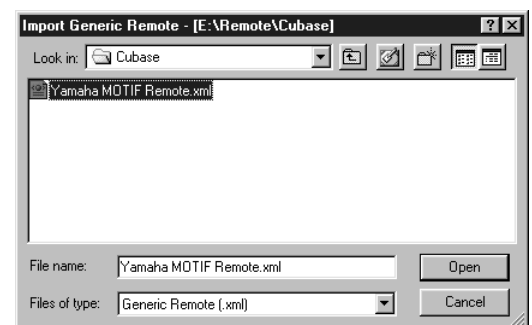 Import Generic Remote - [E:\Remote\Cubase]
Look in: Cubase
Yamaha MOTIF Remote.xml
File name: Yamaha MOTIF Remote.xml Open
Files of type: Generic Remote (.xml) Cancel